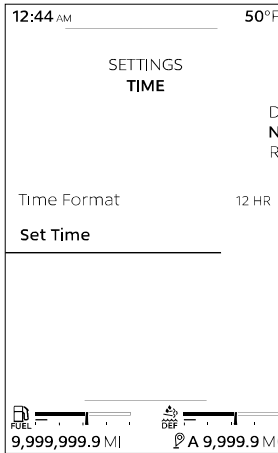 12:44 AM 50°F
SETTINGS
TIME
D
N
R
Time Format 12 HR
Set Time
FUEL DEF
9,999,999.9 MI A 9,999.9 M